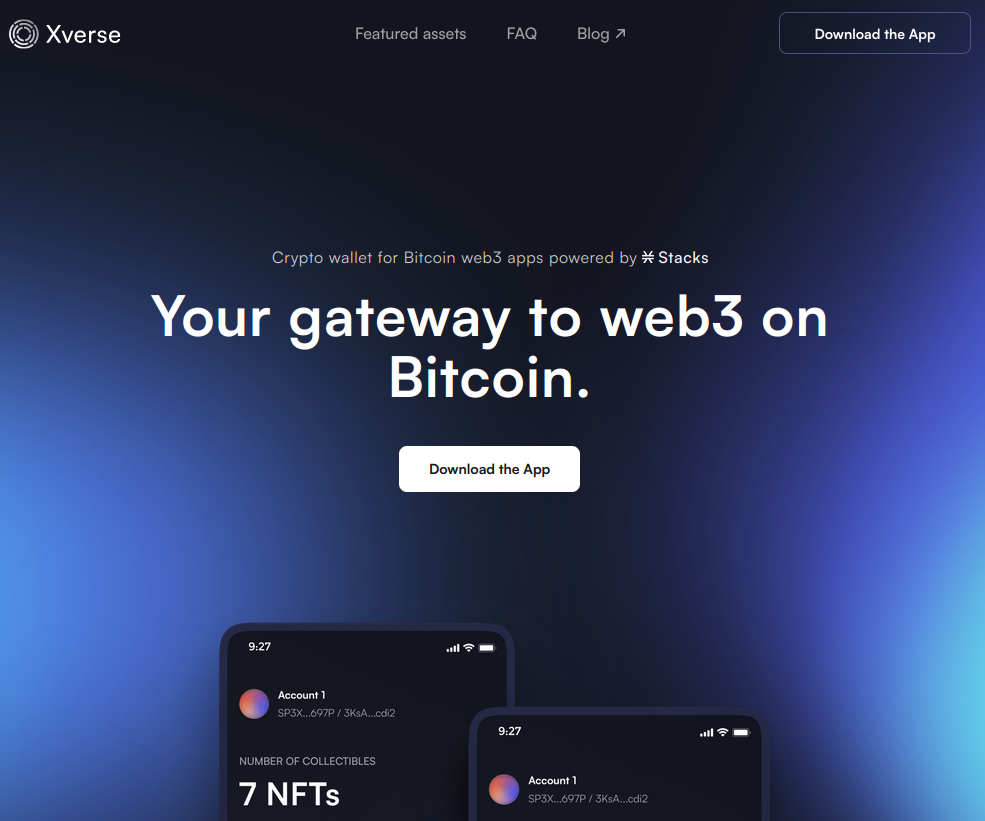 Xverse
Featured assets
FAQ
Blog
Download the App
Crypto wallet for Bitcoin web3 apps powered by Stacks
Your gateway to web3 on
Bitcoin.
Download the App
9:27
Account 1
SP3X...697P / 3KsA...cdi2
NUMBER OF COLLECTIBLES
7 NFTs
9:27
Account 1
SP3X...697P / 3KsA...cdi2